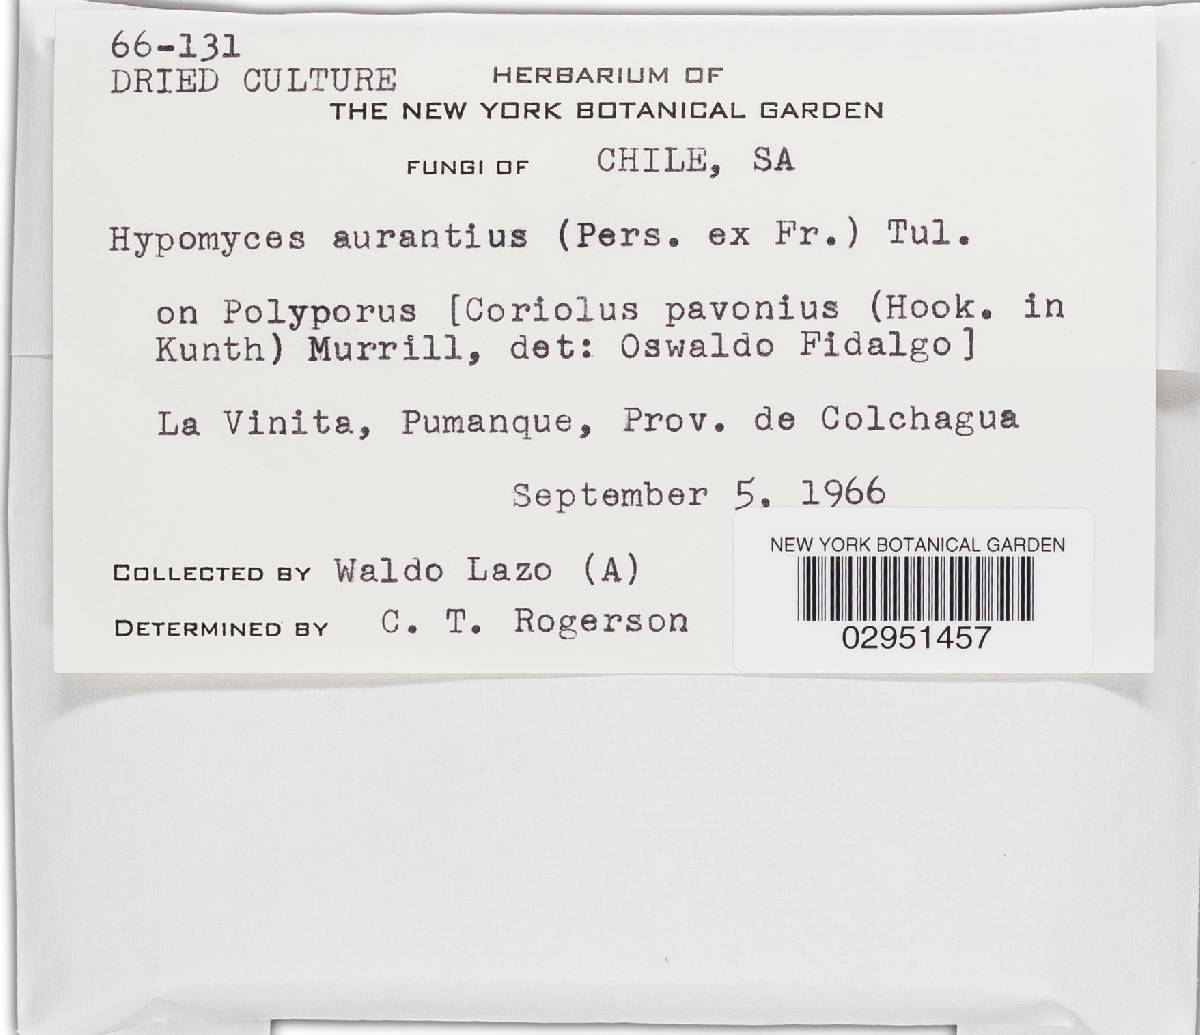 66-131
DRIED CULTURE HERBARIUM OF
THE NEW YORK BOTANICAL GARDEN
FUNGI OF CHILE, SA
Hypomyces aurantius (Pers. ex Fr.) Tul.
on Polyporus [Coriolus pavonius (Hook. in
Kunth) Murrill, det: Oswaldo Fidalgo]
La Vinita, Pumanque, Prov. de Colchagua
September 5, 1966
COLLECTED BY Waldo Lazo (A)
DETERMINED BY C. T. Rogerson
NEW YORK BOTANICAL GARDEN
02951457